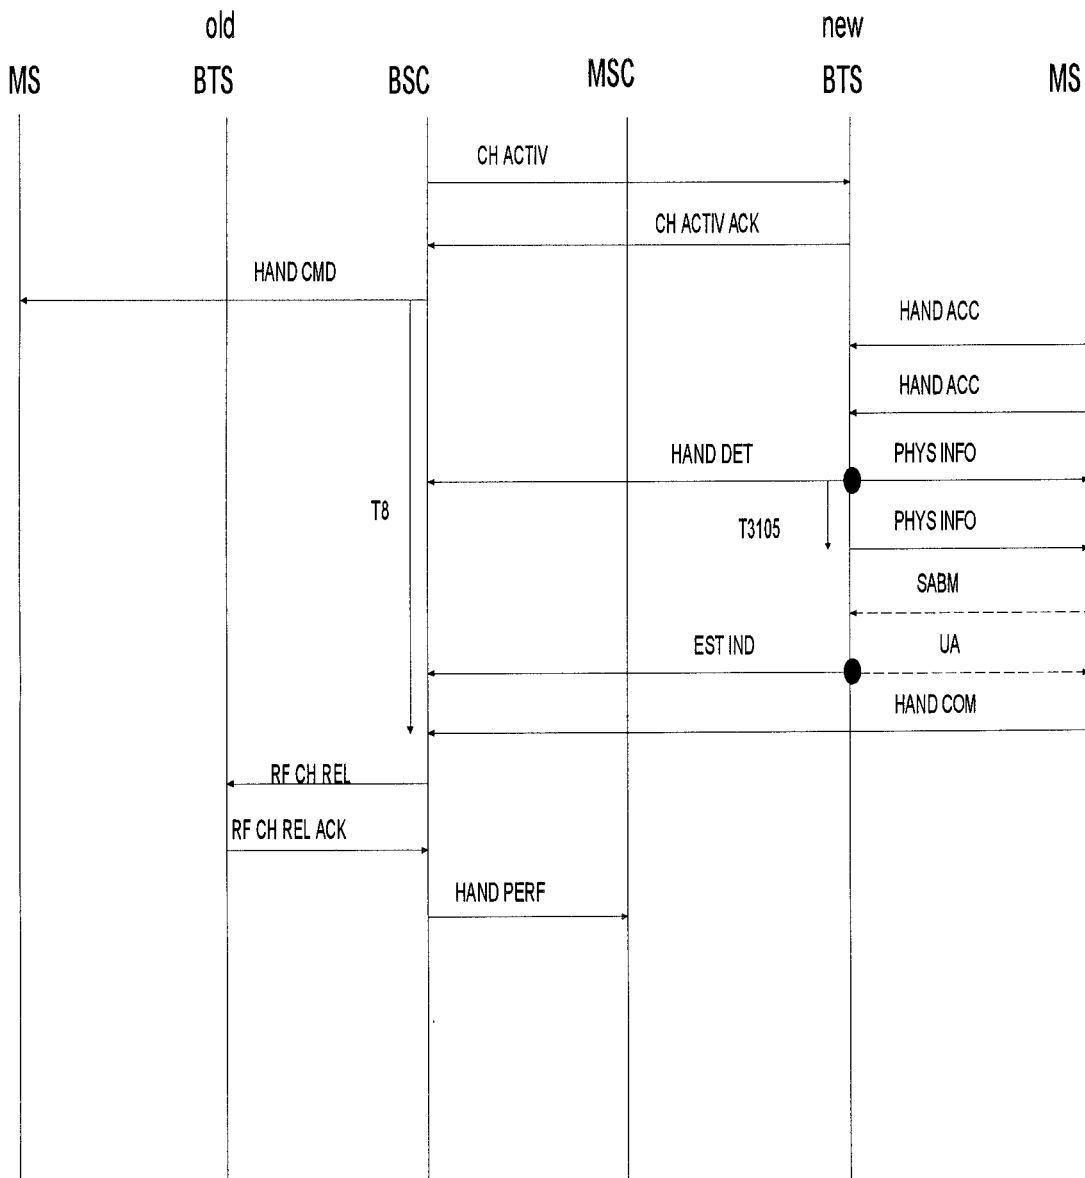 old
new
MS
BTS
BSC
MSC
BTS
MS
CH ACTIV
CH ACTIV ACK
HAND CMD
HAND ACC
HAND ACC
HAND DET
PHYS INFO
T8
T3105
PHYS INFO
SABM
EST IND
UA
HAND COM
RF CH REL
RF CH REL ACK
HAND PERF